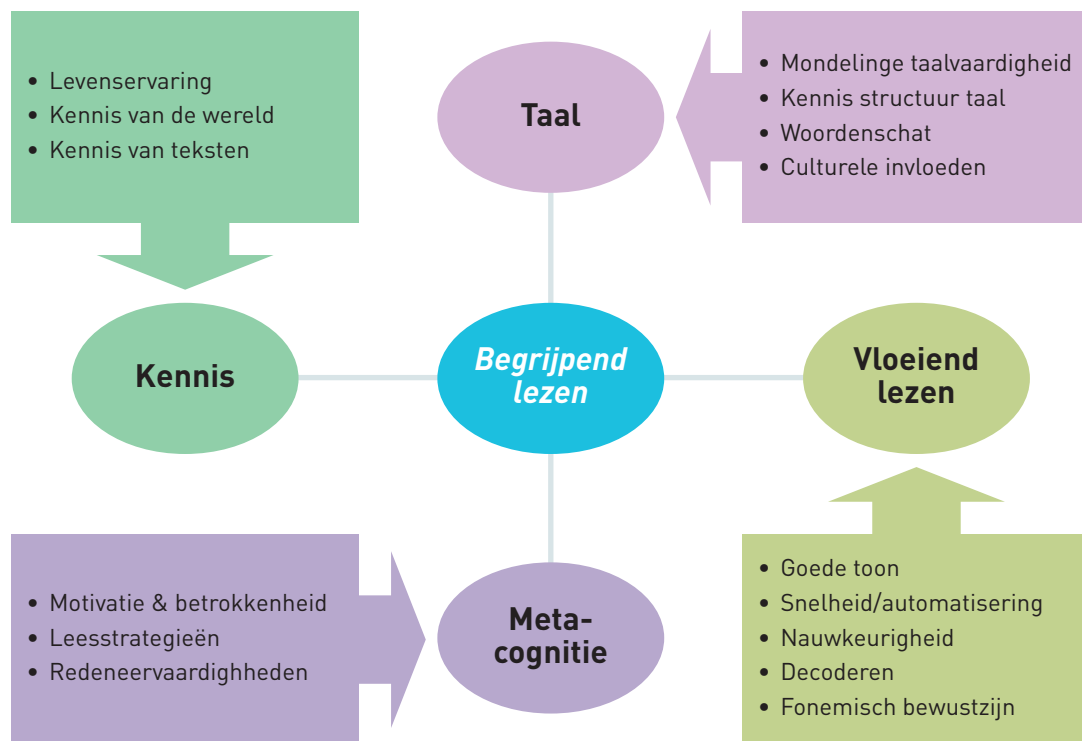 • Levenservaring
• Kennis van de wereld
• Kennis van teksten
Taal
• Mondelinge taalvaardigheid
• Kennis structuur taal
• Woordenschat
• Culturele invloeden
Kennis
Begrijpend
lezen
Vloeiend
lezen
• Motivatie & betrokkenheid
• Leesstrategieën
• Redeneervaardighheden
Meta-
cognitie
• Goede toon
• Snelheid/automatisering
• Nauwkeurigheid
• Decoderen
• Fonemisch bewustzijn